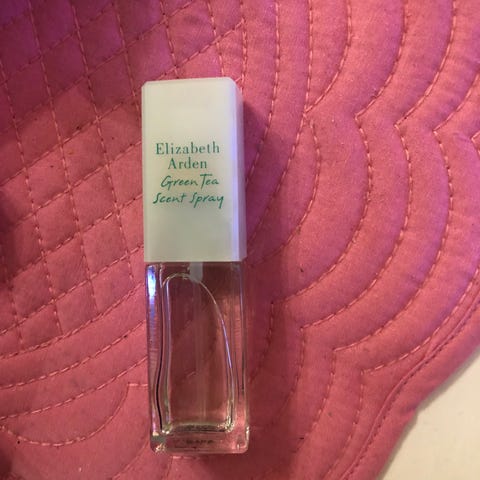 Elizabeth
Arden
Green Tea
Scent Spray